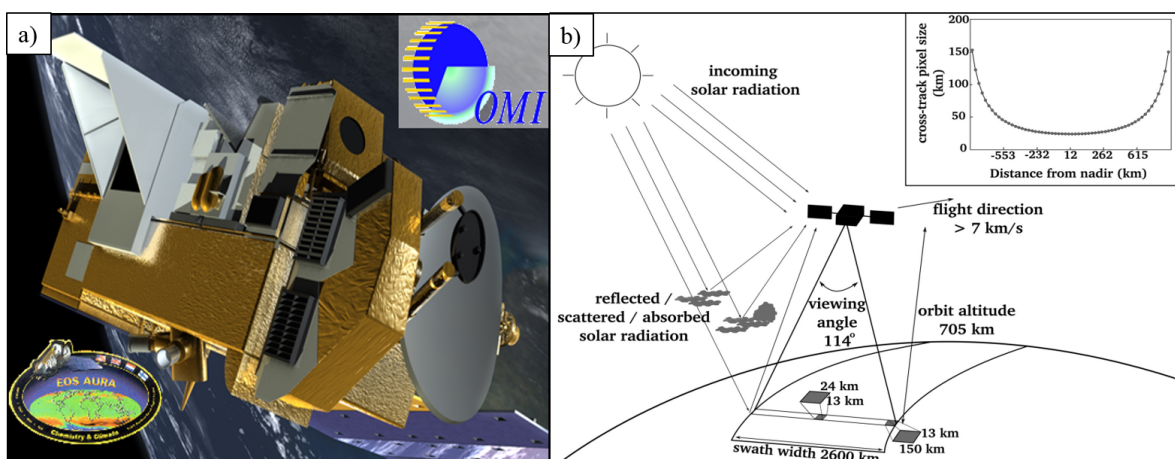 a)
OMI
EOS AURA
Chemistry & Climate
b)
incoming
solar radiation
200
150
100
50
0
cross-track pixel size
(km)
-553 -232 12 262 615
Distance from nadir (km)
flight direction
> 7 km/s
reflected /
scattered / absorbed
solar radiation
viewing
angle
114°
orbit altitude
705 km
24 km
13 km
13 km
150 km
swath width 2600 km